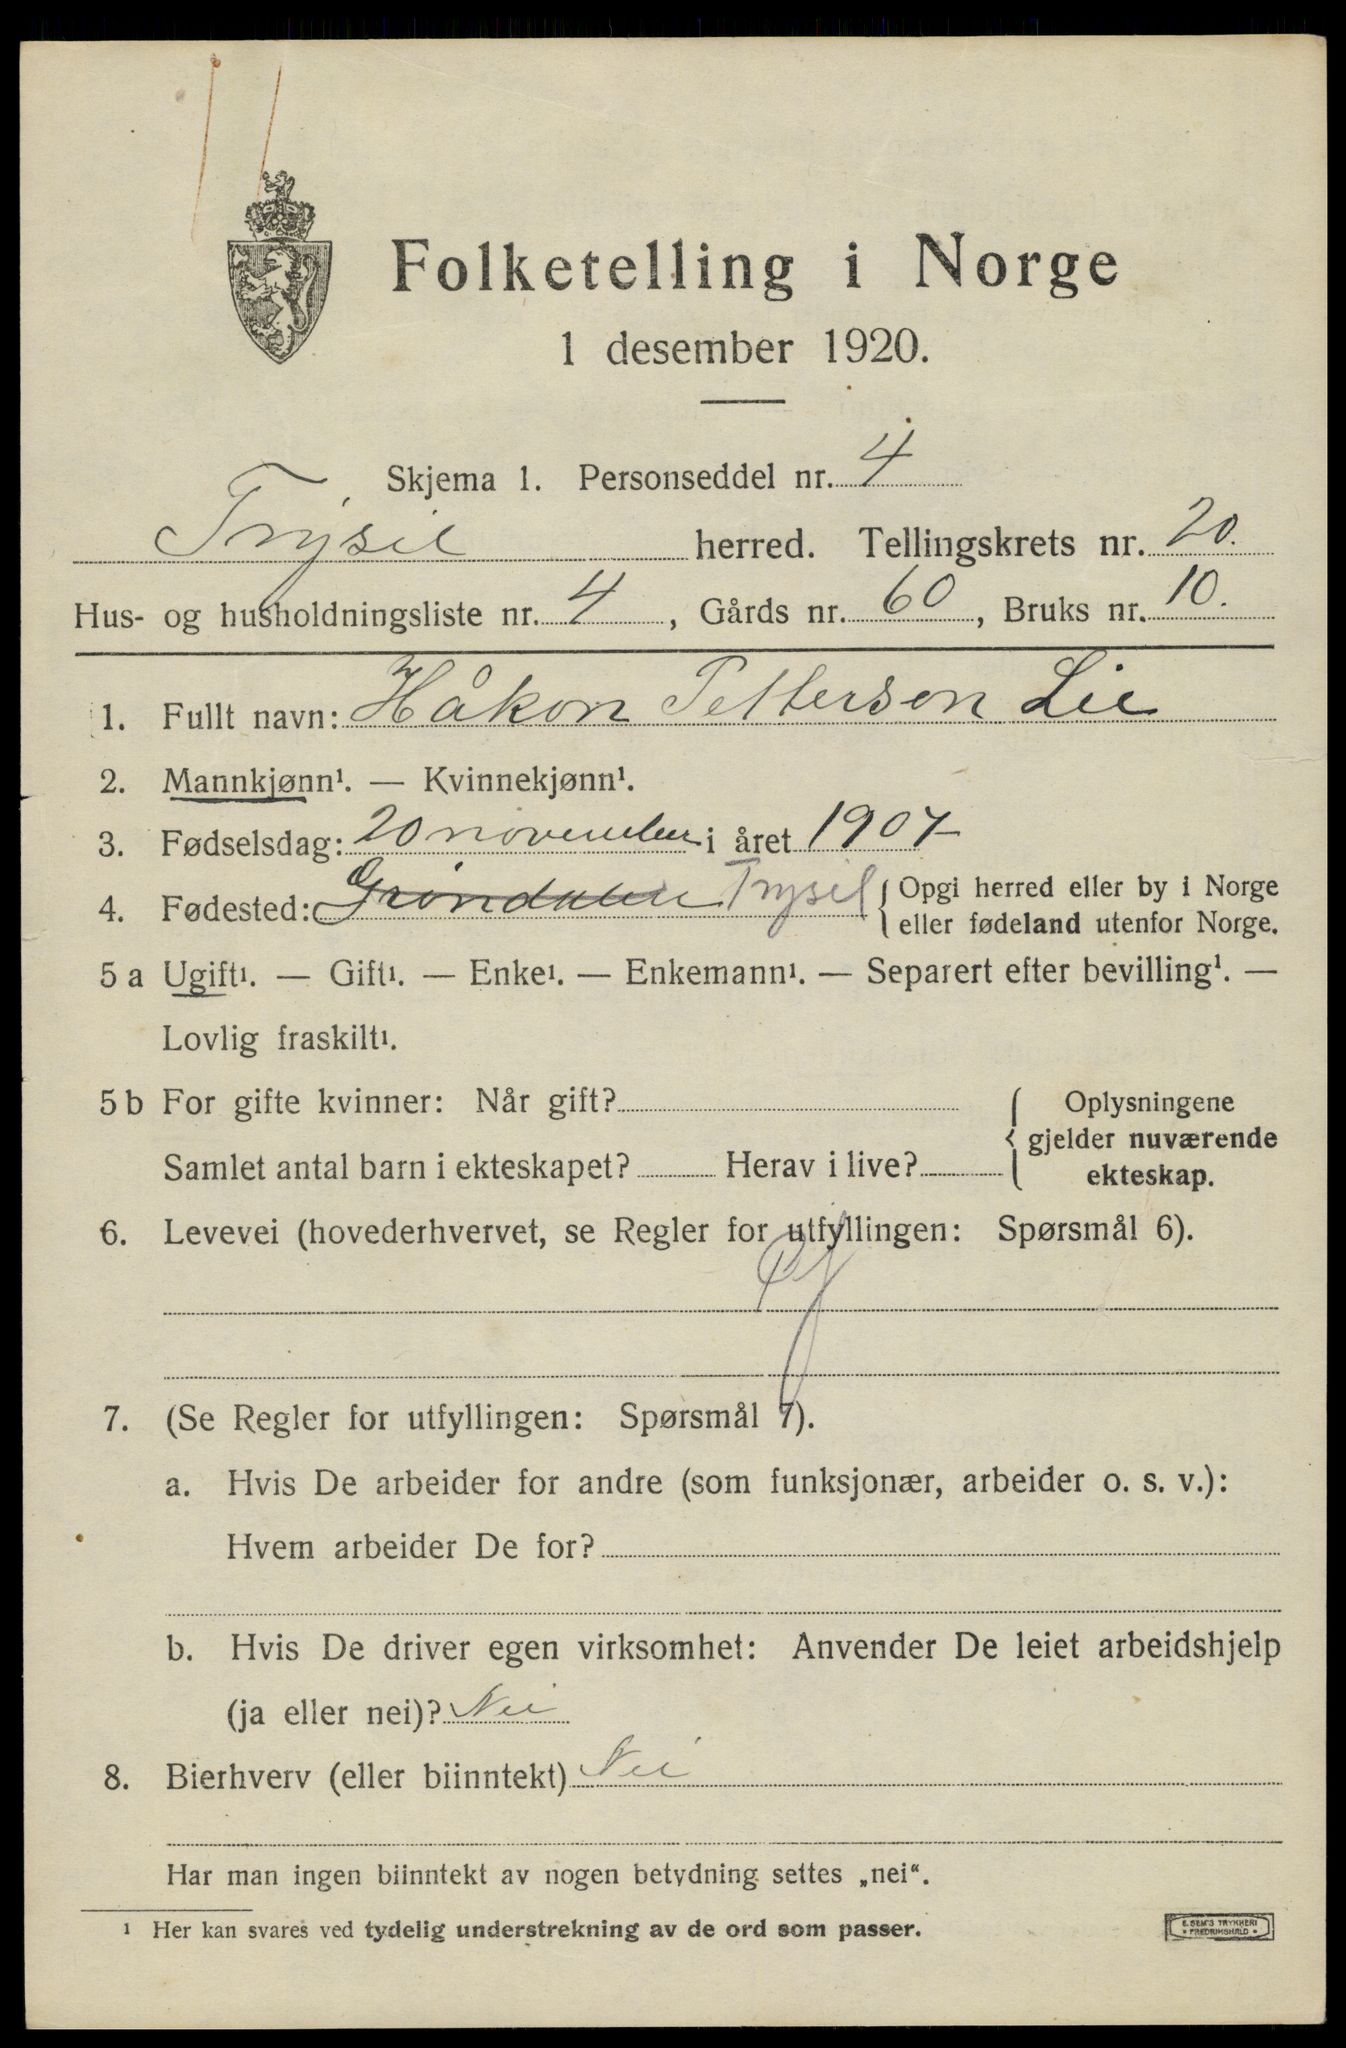 Folketelling i Norge
1 desember 1920.
Skjema 1. Personseddel nr. 4
Trysil herred. Tellingskrets nr. 20.
Hus- og husholdningsliste nr. 4, Gårds nr. 60, Bruks nr. 10.
1. Fullt navn: Håkon Petterson Lie
2. Mannkjønn¹. — Kvinnekjønn¹.
3. Fødselsdag: 20 november i året 1907
4. Fødested: Grøndalen Trysil { Opgi herred eller by i Norge
eller fødeland utenfor Norge.
5 a Ugift¹. — Gift¹. — Enke¹. — Enkemann¹. — Separert efter bevilling¹. —
Lovlig fraskilt¹.
5 b For gifte kvinner: Når gift?
Samlet antal barn i ekteskapet? Herav i live?
{ Oplysningene
gjelder nuværende
ekteskap.
6. Levevei (hovederhvervet, se Regler for utfyllingen: Spørsmål 6).
7. (Se Regler for utfyllingen: Spørsmål 7).
a. Hvis De arbeider for andre (som funksjonær, arbeider o. s. v.):
Hvem arbeider De for?
b. Hvis De driver egen virksomhet: Anvender De leiet arbeidshjelp
(ja eller nei)? Nei
8. Bierhverv (eller biinntekt) Nei
Har man ingen biinntekt av nogen betydning settes „nei“.
¹ Her kan svares ved tydelig understrekning av de ord som passer.
E. SEM'S TRYKKERI
• FREDRIKSHALD •